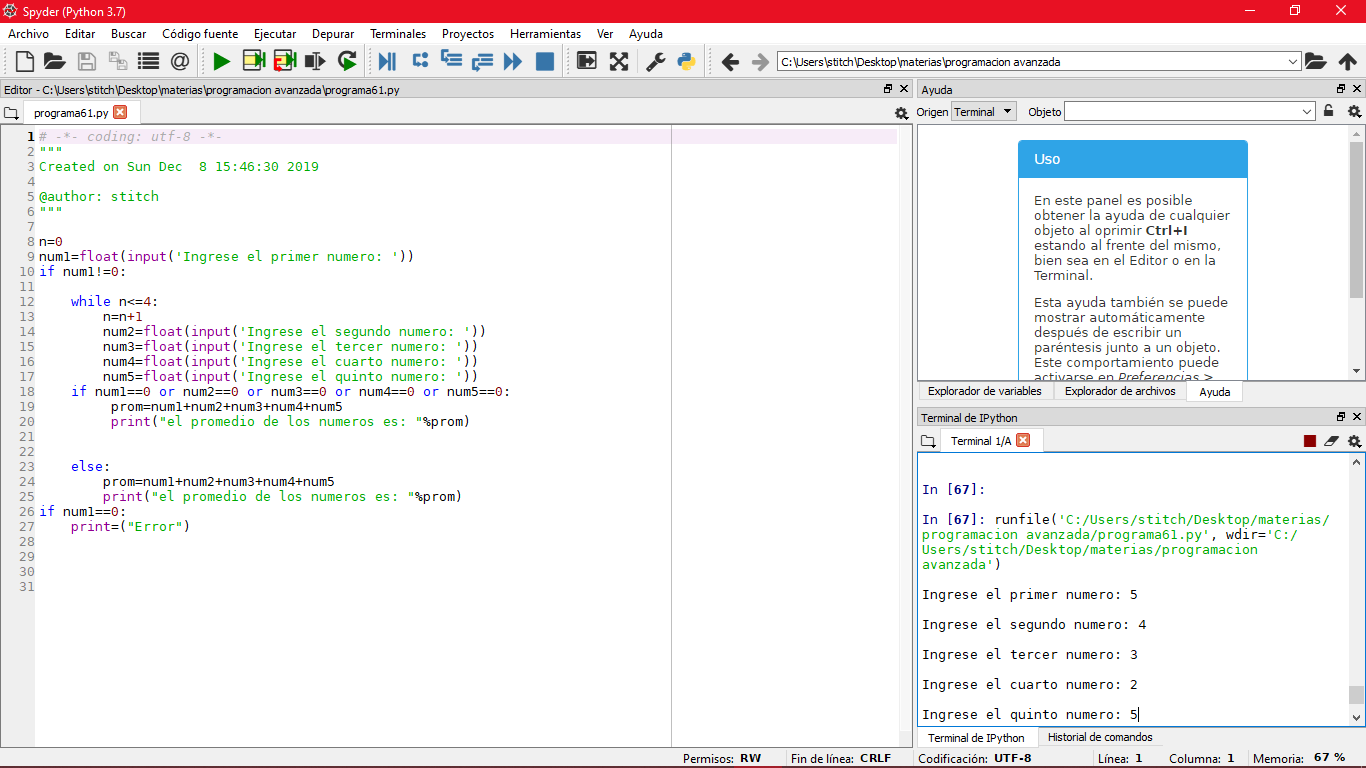 Spyder (Python 3.7)
Archivo Editar Buscar Código fuente Ejecutar Depurar Terminales Proyectos Herramientas Ver Ayuda
C:\Users\stitch\Desktop\materias\programacion avanzada
Editor - C:\Users\stitch\Desktop\materias\programacion avanzada\programa61.py
programa61.py
1 # -*- coding: utf-8 -*-
2 """
3 Created on Sun Dec  8 15:46:30 2019
4
5 @author: stitch
6 """
7
8 n=0
9 num1=float(input('Ingrese el primer numero: '))
10 if num1!=0:
11
12     while n<=4:
13         n=n+1
14         num2=float(input('Ingrese el segundo numero: '))
15         num3=float(input('Ingrese el tercer numero: '))
16         num4=float(input('Ingrese el cuarto numero: '))
17         num5=float(input('Ingrese el quinto numero: '))
18     if num1==0 or num2==0 or num3==0 or num4==0 or num5==0:
19          prom=num1+num2+num3+num4+num5
20          print("el promedio de los numeros es: "%prom)
21
22
23     else:
24         prom=num1+num2+num3+num4+num5
25         print("el promedio de los numeros es: "%prom)
26 if num1==0:
27     print=("Error")
28
29
30
31
Ayuda
Origen Terminal Objeto
Uso
En este panel es posible
obtener la ayuda de cualquier
objeto al oprimir Ctrl+I
estando al frente del mismo,
bien sea en el Editor o en la
Terminal.
Esta ayuda también se puede
mostrar automáticamente
después de escribir un
paréntesis junto a un objeto.
Este comportamiento puede
activarse en Preferencias >
Explorador de variables Explorador de archivos Ayuda
Terminal de IPython
Terminal 1/A
In [67]:
In [67]: runfile('C:/Users/stitch/Desktop/materias/
programacion avanzada/programa61.py', wdir='C:/
Users/stitch/Desktop/materias/programacion
avanzada')
Ingrese el primer numero: 5
Ingrese el segundo numero: 4
Ingrese el tercer numero: 3
Ingrese el cuarto numero: 2
Ingrese el quinto numero: 5
Terminal de IPython Historial de comandos
Permisos: RW Fin de línea: CRLF Codificación: UTF-8 Línea: 1 Columna: 1 Memoria: 67 %